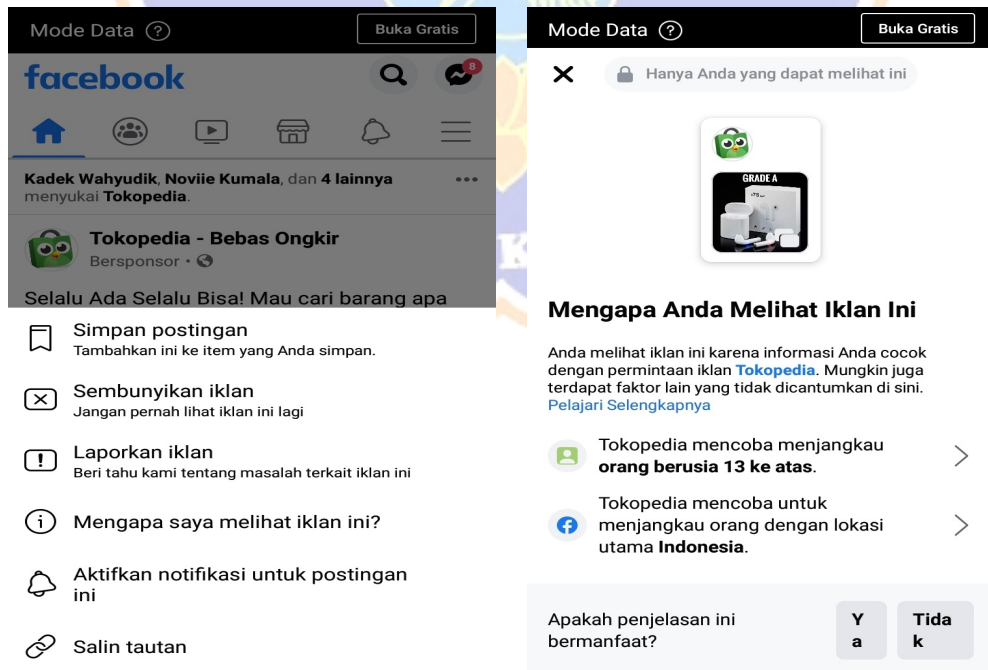 Mode Data ?
Buka Gratis
facebook
8
Kadek Wahyudik, Noviie Kumala, dan 4 lainnya
menyukai Tokopedia.
Tokopedia - Bebas Ongkir
Bersponsor ·
Selalu Ada Selalu Bisa! Mau cari barang apa
Simpan postingan
Tambahkan ini ke item yang Anda simpan.
Sembunyikan iklan
Jangan pernah lihat iklan ini lagi
Laporkan iklan
Beri tahu kami tentang masalah terkait iklan ini
Mengapa saya melihat iklan ini?
Aktifkan notifikasi untuk postingan
ini
Salin tautan
Mode Data ?
Buka Gratis
Hanya Anda yang dapat melihat ini
GRADE A
Mengapa Anda Melihat Iklan Ini
Anda melihat iklan ini karena informasi Anda cocok
dengan permintaan iklan Tokopedia. Mungkin juga
terdapat faktor lain yang tidak dicantumkan di sini.
Pelajari Selengkapnya
Tokopedia mencoba menjangkau
orang berusia 13 ke atas.
Tokopedia mencoba untuk
menjangkau orang dengan lokasi
utama Indonesia.
Apakah penjelasan ini
bermanfaat?
Y
a
Tida
k